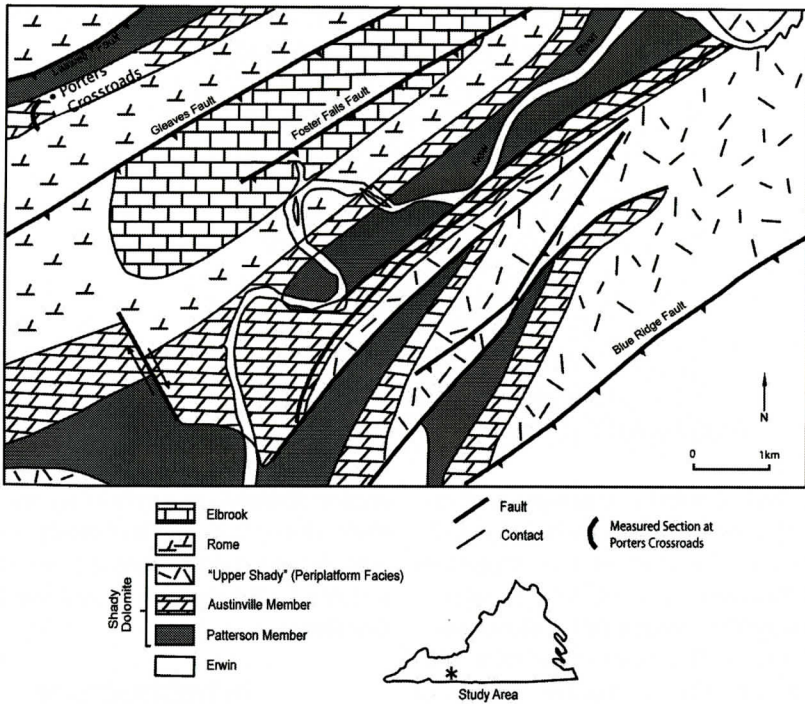 Porters
Crossroads
Gleaves Fault
Foster Falls Fault
New
River
Blue Ridge Fault
N
0 1km
Elbrook
Rome
"Upper Shady" (Periplatform Facies)
Austinville Member
Patterson Member
Erwin
Shady
Dolomite
Fault
Contact
Measured Section at
Porters Crossroads
Study Area